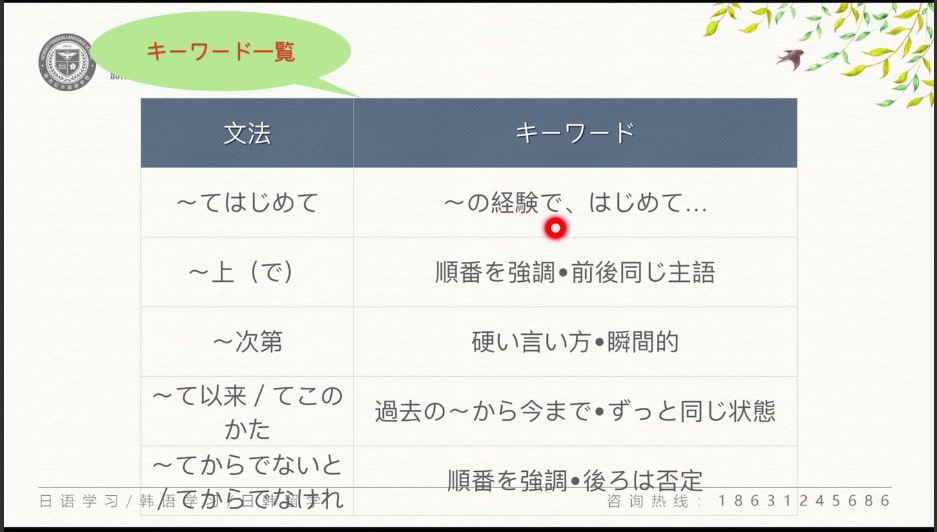 キーワード一覧
文法
キーワード
～てはじめて
～の経験で、はじめて…
～上（で）
順番を強調•前後同じ主語
～次第
硬い言い方•瞬間的
～て以来 / てこの
かた
過去の～から今まで•ずっと同じ状態
～てからでないと
/ てからでなけれ
順番を強調•後ろは否定
日语学习/韩语学习/日韩留学
咨询热线：18631245686